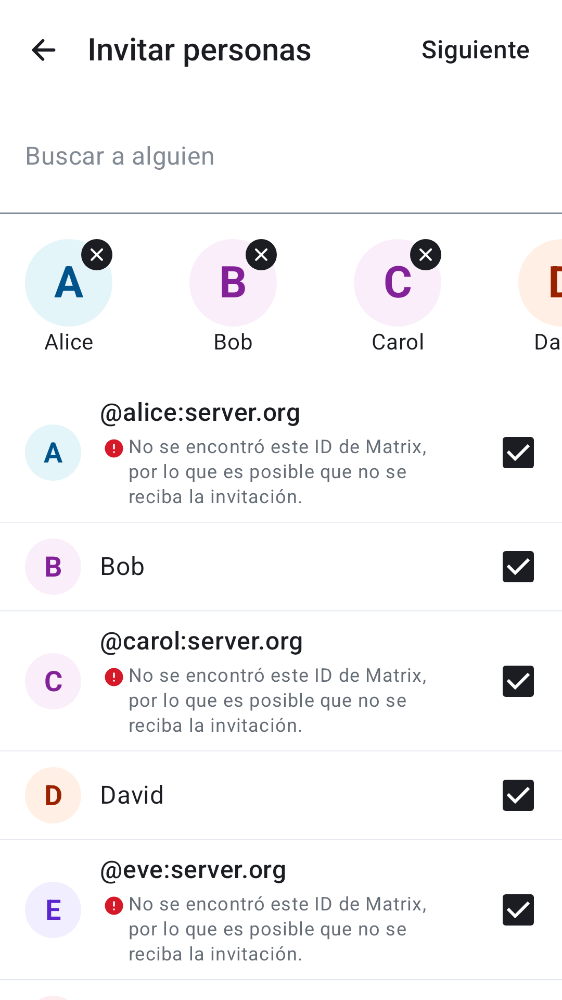 Invitar personas
Siguiente
Buscar a alguien
A
B
C
D
Alice
Bob
Carol
Da
@alice:server.org
A
No se encontró este ID de Matrix,
por lo que es posible que no se
reciba la invitación.
B
Bob
@carol:server.org
C
No se encontró este ID de Matrix,
por lo que es posible que no se
reciba la invitación.
D
David
@eve:server.org
E
No se encontró este ID de Matrix,
por lo que es posible que no se
reciba la invitación.